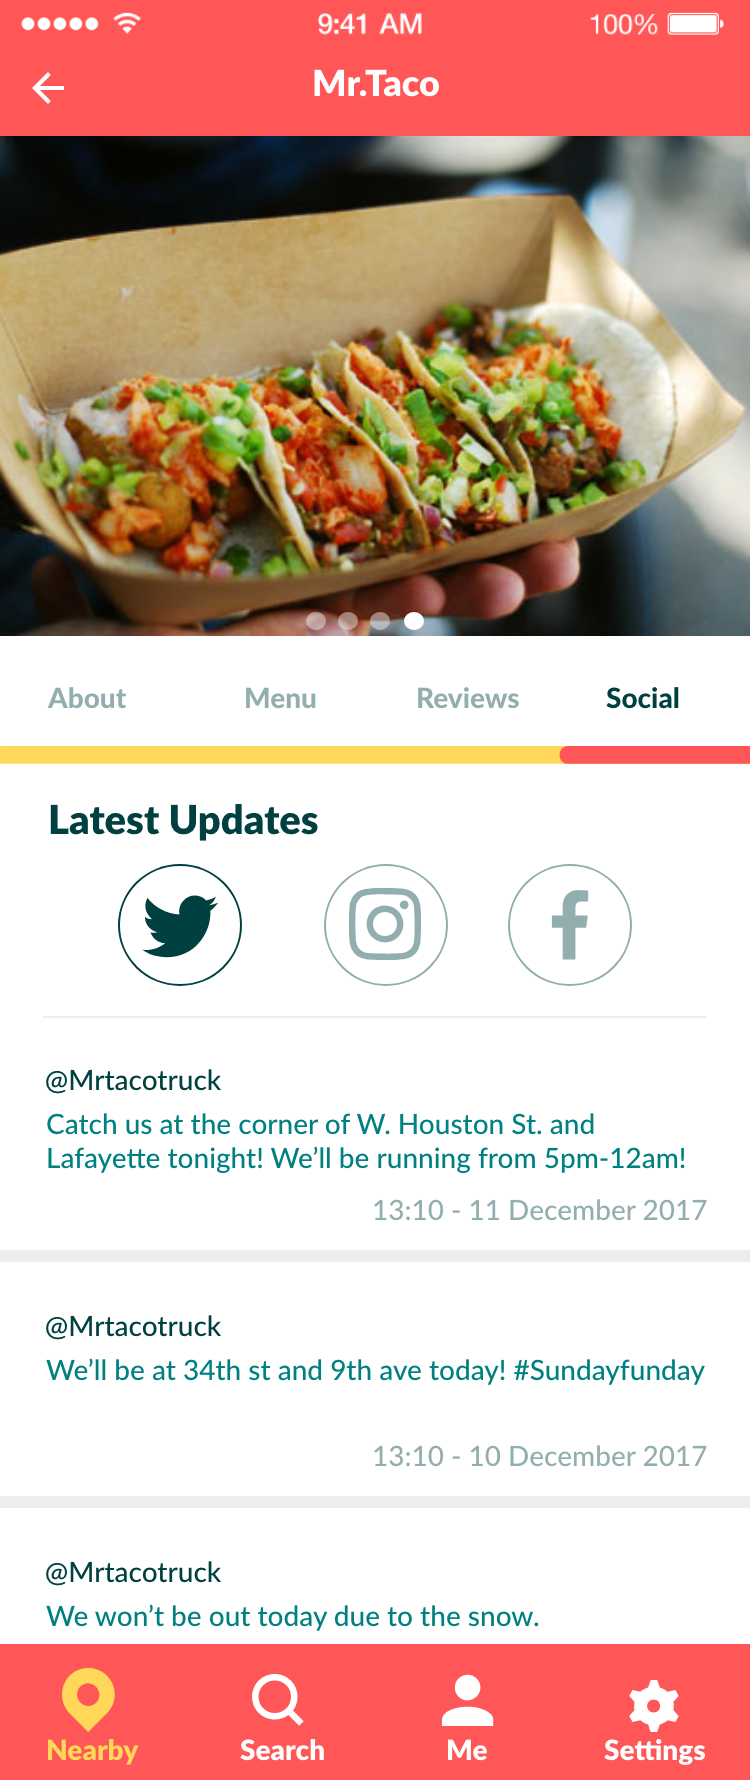 9:41 AM
100%
Mr.Taco
About Menu Reviews Social
Latest Updates
@Mrtacotruck
Catch us at the corner of W. Houston St. and
Lafayette tonight! We’ll be running from 5pm-12am!
13:10 - 11 December 2017
@Mrtacotruck
We’ll be at 34th st and 9th ave today! #Sundayfunday
13:10 - 10 December 2017
@Mrtacotruck
We won’t be out today due to the snow.
Nearby Search Me Settings